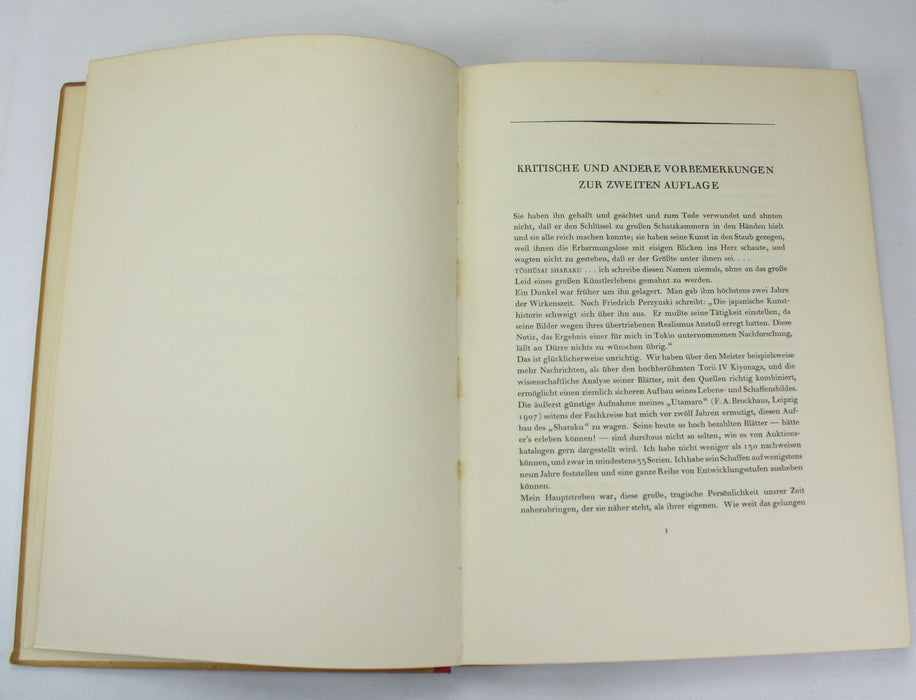 KRITISCHE UND ANDERE VORBEMERKUNGEN
ZUR ZWEITEN AUFLAGE
Sie haben ihn gehaßt und geächtet und zum Tode verwundet und ahnten
nicht, daß er den Schlüssel zu großen Schatzkammern in den Händen hielt
und sie alle reich machen konnte; sie haben seine Kunst in den Staub gezogen,
weil ihnen die Erbarmungslose mit eisigen Blicken ins Herz schaute, und
wagten nicht zu gestehen, daß er der Größte unter ihnen sei. . . .
TŌSHŪSAI SHARAKU . . . ich schreibe diesen Namen niemals, ohne an das große
Leid eines großen Künstlerlebens gemahnt zu werden.
Ein Dunkel war früher um ihn gelagert. Man gab ihm höchstens zwei Jahre
der Wirkenszeit. Noch Friedrich Perzynski schreibt: „Die japanische Kunst-
historie schweigt sich über ihn aus. Er mußte seine Tätigkeit einstellen, da
seine Bilder wegen ihres übertriebenen Realismus Anstoß erregt hatten. Diese
Notiz, das Ergebnis einer für mich in Tokio unternommenen Nachforschung,
läßt an Dürre nichts zu wünschen übrig.“
Das ist glücklicherweise unrichtig. Wir haben über den Meister beispielsweise
mehr Nachrichten, als über den hochberühmten Torii IV Kiyonaga, und die
wissenschaftliche Analyse seiner Blätter, mit den Quellen richtig kombiniert,
ermöglicht einen ziemlich sicheren Aufbau seines Lebens- und Schaffensbildes.
Die äußerst günstige Aufnahme meines „Utamaro“ (F. A. Brockhaus, Leipzig
1907) seitens der Fachkreise hat mich vor zwölf Jahren ermutigt, diesen Auf-
bau des „Sharaku“ zu wagen. Seine heute so hoch bezahlten Blätter — hätte
er's erleben können! — sind durchaus nicht so selten, wie es von Auktions-
katalogen gern dargestellt wird. Ich habe nicht weniger als 150 nachweisen
können, und zwar in mindestens 35 Serien. Ich habe sein Schaffen auf wenigstens
neun Jahre feststellen und eine ganze Reihe von Entwicklungsstufen ausheben
können.
Mein Hauptstreben war, diese große, tragische Persönlichkeit unsrer Zeit
nahezubringen, der sie näher steht, als ihrer eigenen. Wie weit das gelungen
1